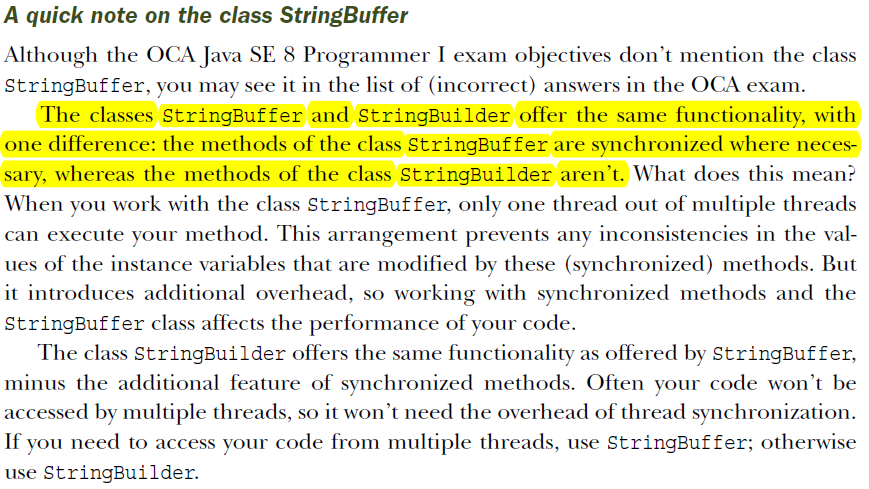 A quick note on the class StringBuffer
Although the OCA Java SE 8 Programmer I exam objectives don't mention the class
StringBuffer, you may see it in the list of (incorrect) answers in the OCA exam.
The classes StringBuffer and StringBuilder offer the same functionality, with
one difference: the methods of the class StringBuffer are synchronized where neces-
sary, whereas the methods of the class StringBuilder aren't. What does this mean?
When you work with the class StringBuffer, only one thread out of multiple threads
can execute your method. This arrangement prevents any inconsistencies in the val-
ues of the instance variables that are modified by these (synchronized) methods. But
it introduces additional overhead, so working with synchronized methods and the
StringBuffer class affects the performance of your code.
The class StringBuilder offers the same functionality as offered by StringBuffer,
minus the additional feature of synchronized methods. Often your code won't be
accessed by multiple threads, so it won't need the overhead of thread synchronization.
If you need to access your code from multiple threads, use StringBuffer; otherwise
use StringBuilder.